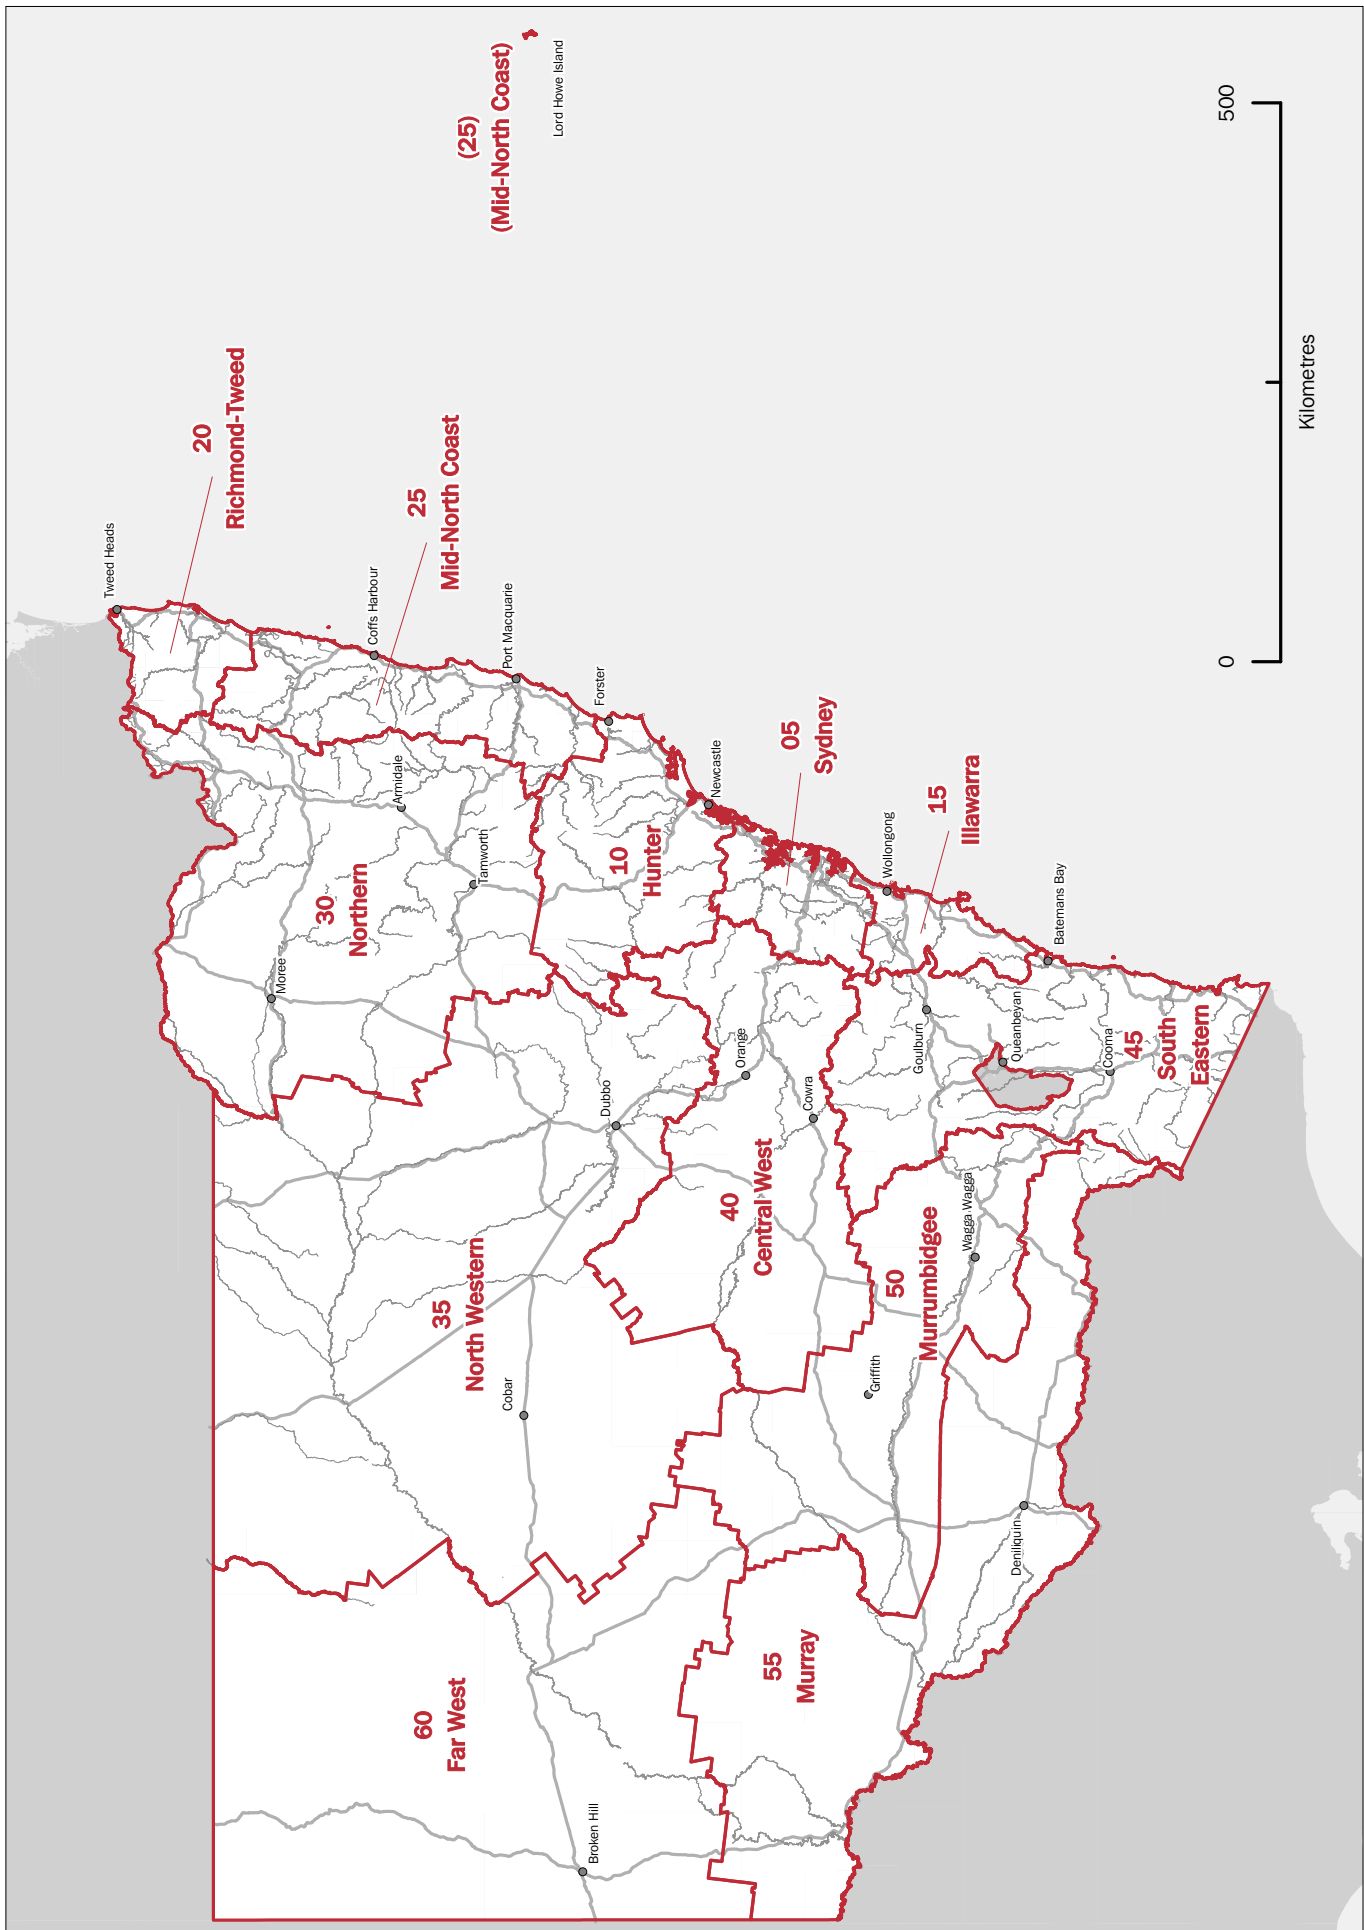 (25)
(Mid-North Coast)
Lord Howe Island
20
Richmond-Tweed
25
Mid-North Coast
Tweed Heads
Coffs Harbour
Port Macquarie
Forster
Newcastle
05
Sydney
15
Illawarra
Wollongong
Batemans Bay
Armidale
Tamworth
30
Northern
10
Hunter
Moree
Dubbo
Orange
Cowra
Goulburn
Queanbeyan
Cooma
45
South
Eastern
40
Central West
35
North Western
50
Murrumbidgee
Wagga Wagga
Cobar
Griffith
Deniliquin
55
Murray
60
Far West
Broken Hill
0
500
Kilometres